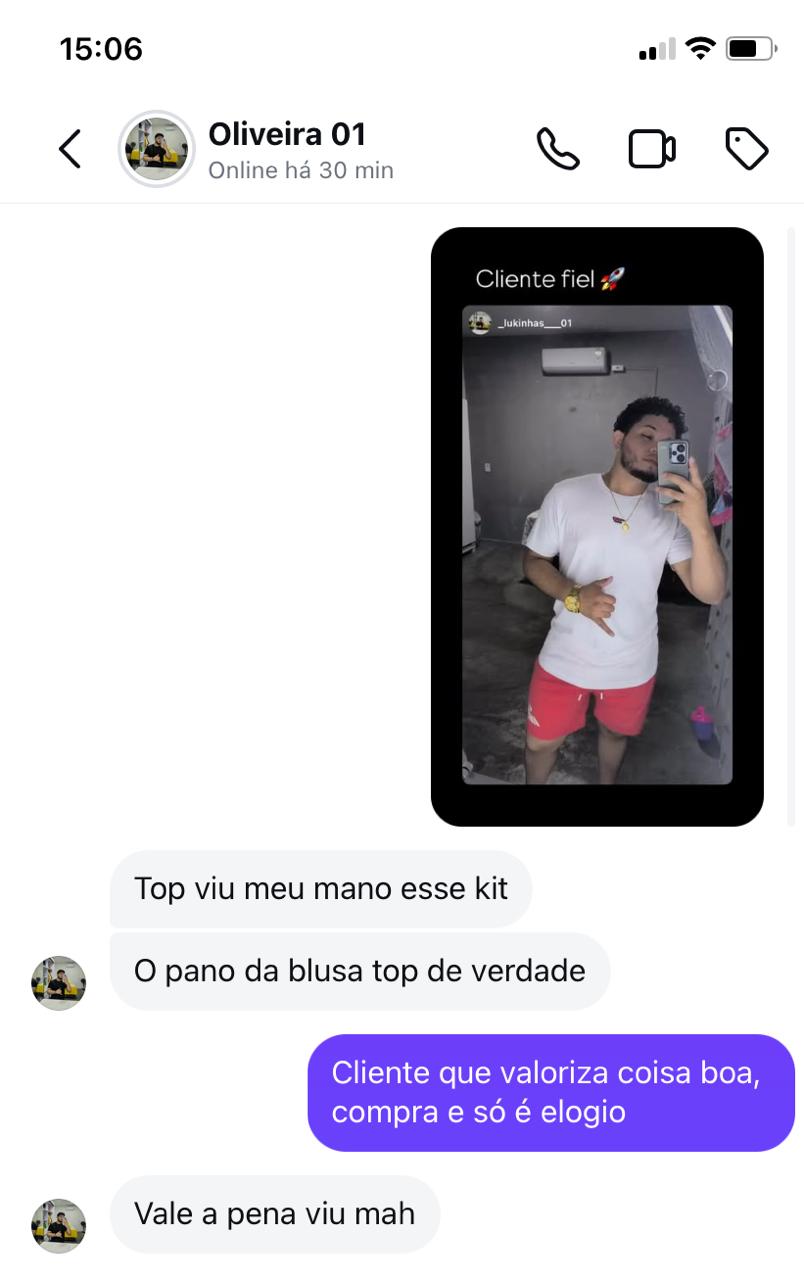 15:06
Oliveira 01
Online há 30 min
Cliente fiel 🚀
_lukinhas___01
Top viu meu mano esse kit
O pano da blusa top de verdade
Cliente que valoriza coisa boa,
compra e só é elogio
Vale a pena viu mah